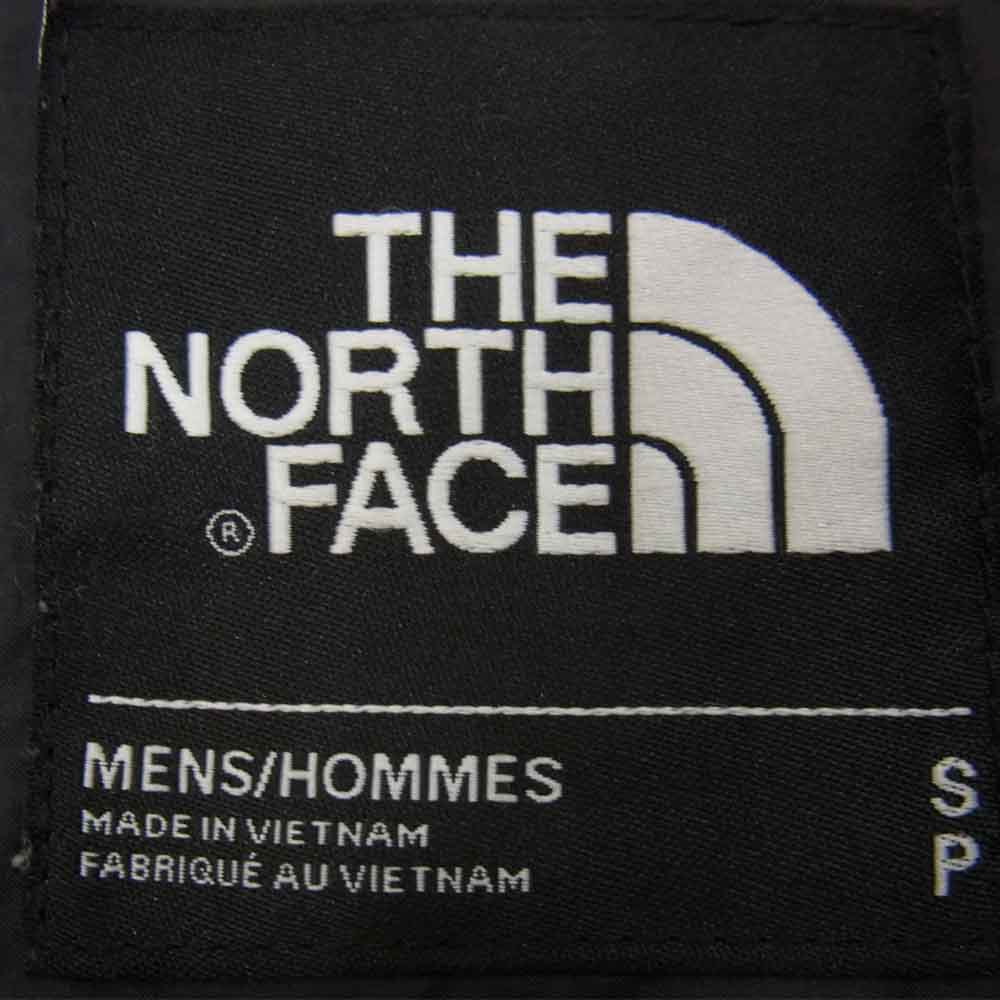 THE
NORTH
® FACE
MENS/HOMMES S
MADE IN VIETNAM P
FABRIQUÉ AU VIETNAM